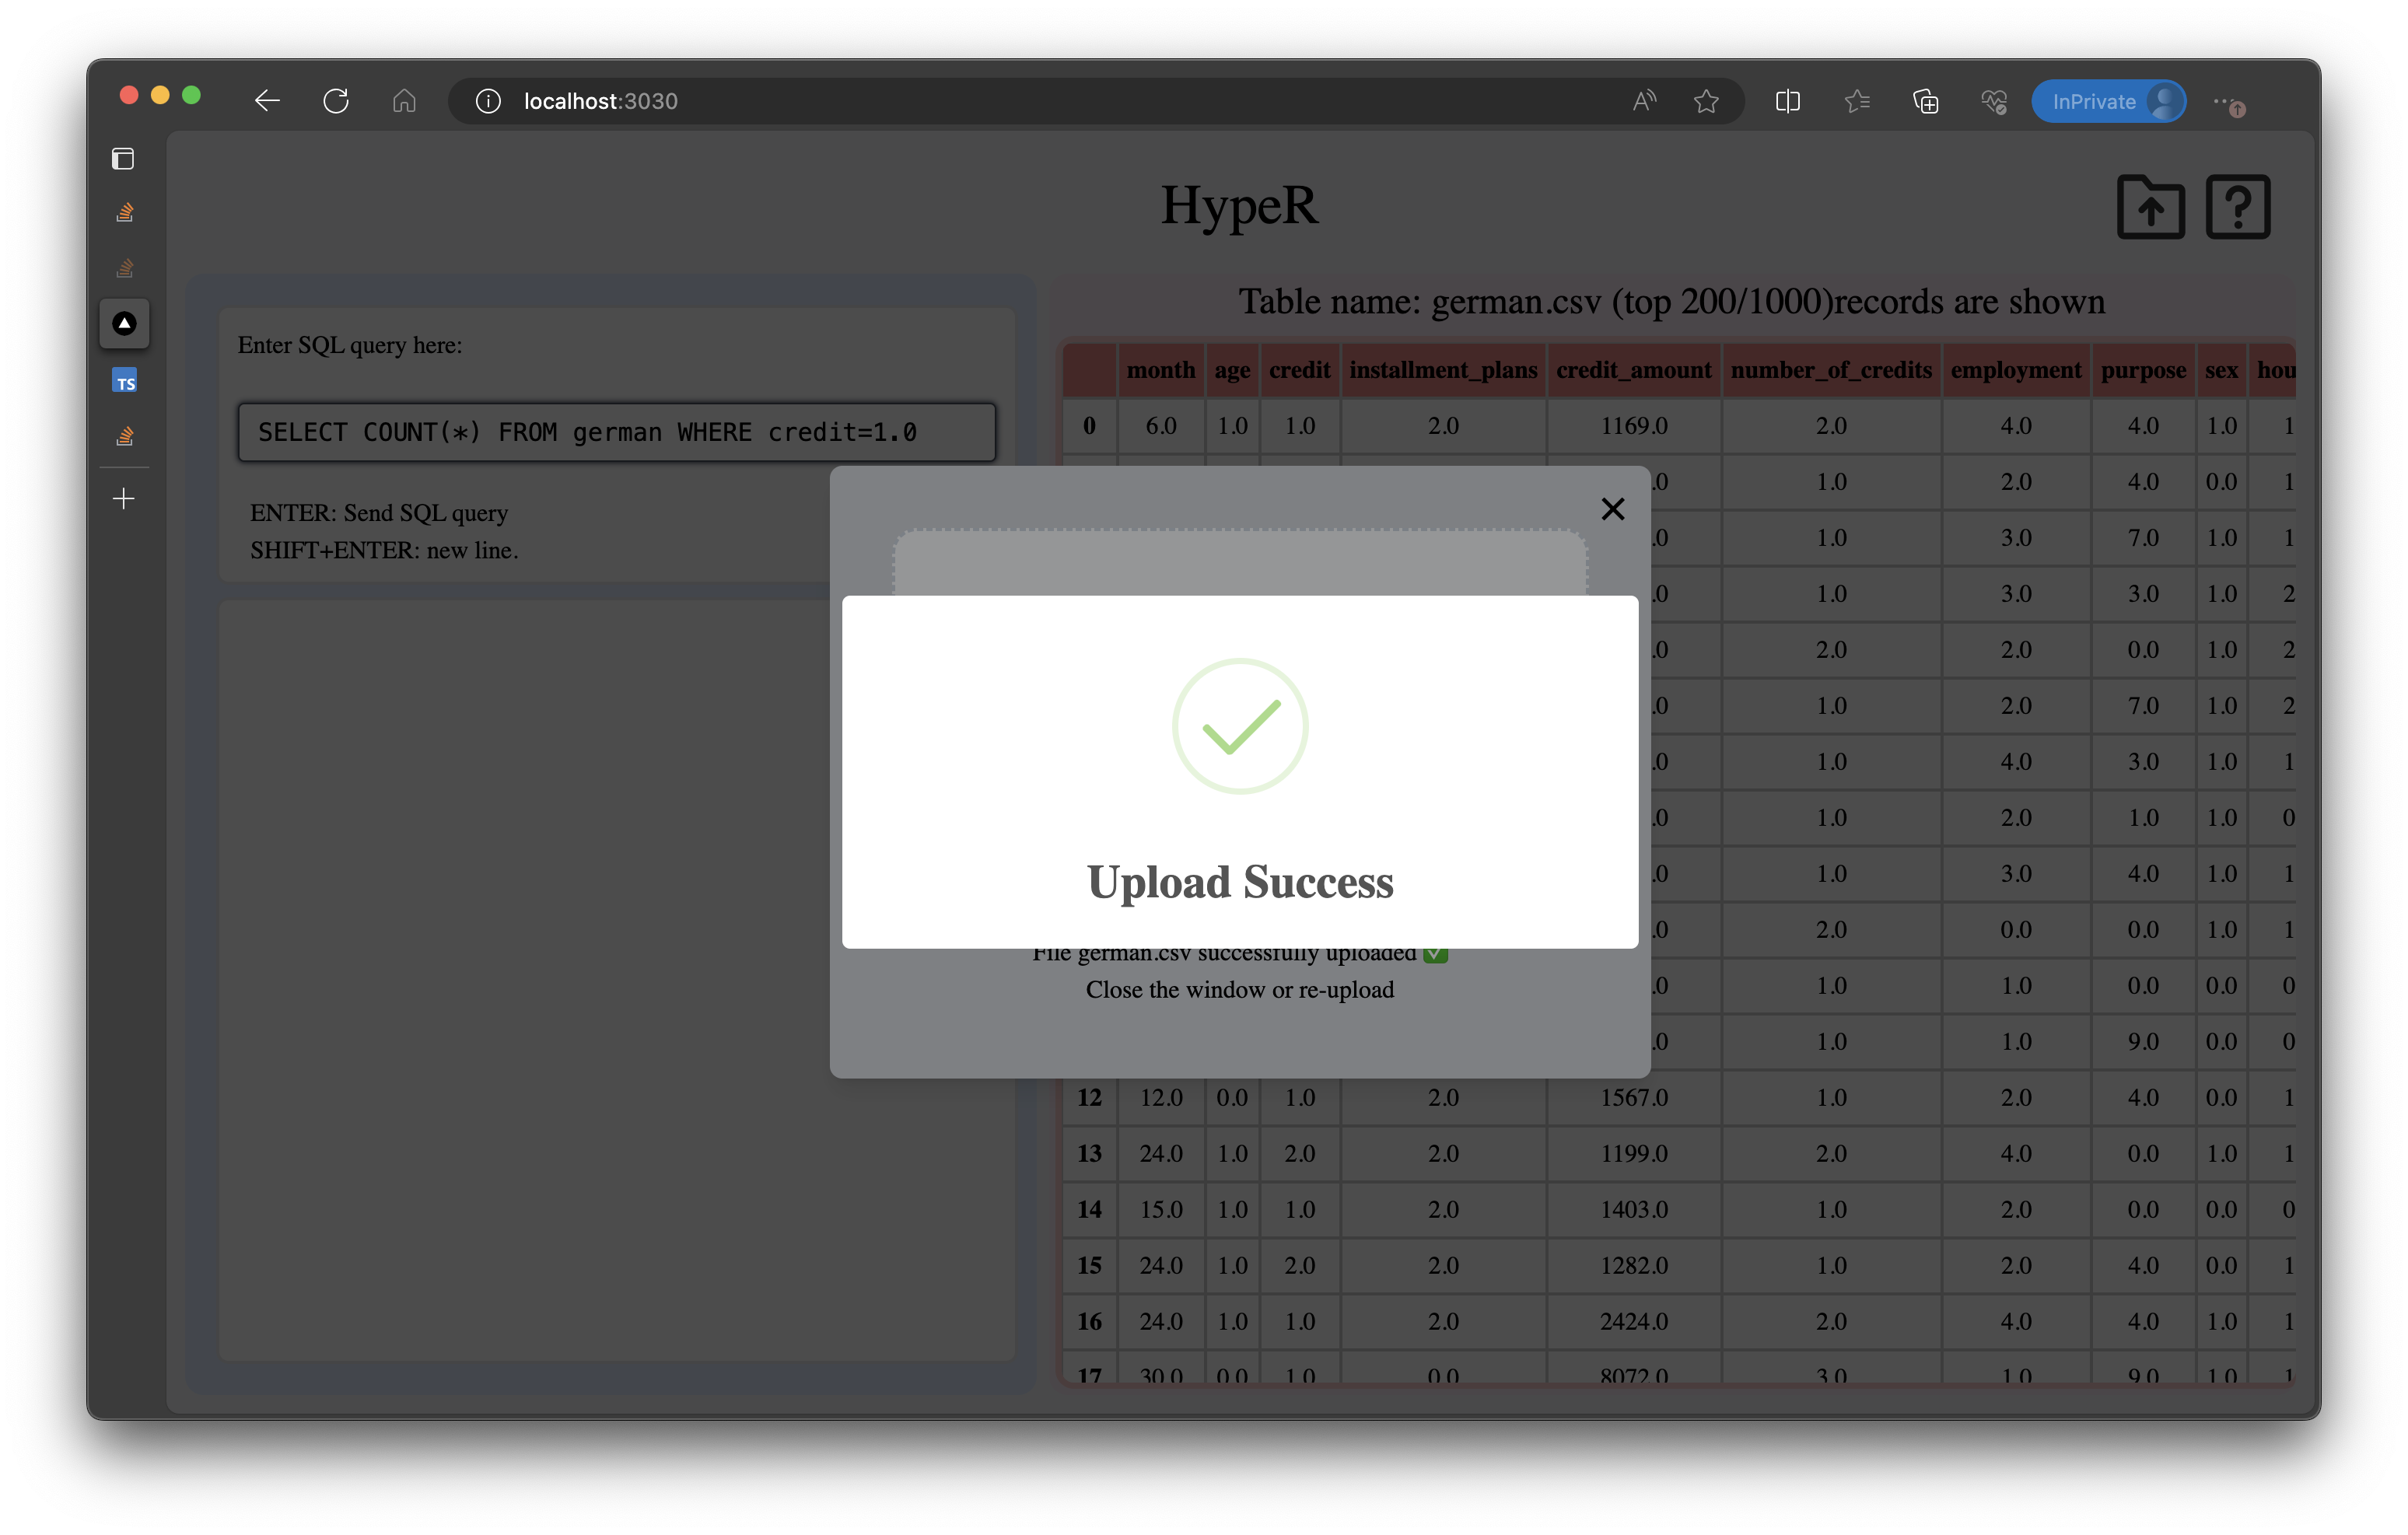 localhost:3030
InPrivate
TS
HypeR
Enter SQL query here:
SELECT COUNT(*) FROM german WHERE credit=1.0
ENTER: Send SQL query
SHIFT+ENTER: new line.
Table name: german.csv (top 200/1000)records are shown
month age credit installment_plans credit_amount number_of_credits employment purpose sex hou
0 6.0 1.0 1.0 2.0 1169.0 2.0 4.0 4.0 1.0 1
.0 1.0 2.0 4.0 0.0 1
.0 1.0 3.0 7.0 1.0 1
.0 1.0 3.0 3.0 1.0 2
.0 2.0 2.0 0.0 1.0 2
.0 1.0 2.0 7.0 1.0 2
.0 1.0 4.0 3.0 1.0 1
.0 1.0 2.0 1.0 1.0 0
.0 1.0 3.0 4.0 1.0 1
.0 2.0 0.0 0.0 1.0 1
.0 1.0 1.0 0.0 0.0 0
.0 1.0 1.0 9.0 0.0 0
12 12.0 0.0 1.0 2.0 1567.0 1.0 2.0 4.0 0.0 1
13 24.0 1.0 2.0 2.0 1199.0 2.0 4.0 0.0 1.0 1
14 15.0 1.0 1.0 2.0 1403.0 1.0 2.0 0.0 0.0 0
15 24.0 1.0 2.0 2.0 1282.0 1.0 2.0 4.0 0.0 1
16 24.0 1.0 1.0 2.0 2424.0 2.0 4.0 4.0 1.0 1
17 30.0 0.0 1.0 0.0 8072.0 3.0 1.0 9.0 1.0 1
Upload Success
File german.csv successfully uploaded ✅
Close the window or re-upload